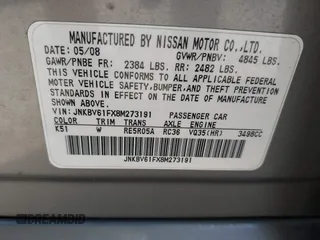 MANUFACTURED BY NISSAN MOTOR CO.,LTD.
DATE: 05/08 GVWR/PNBV: 4845 LBS.
GAWR/PNBE FR: 2384 LBS. RR: 2482 LBS.
THIS VEHICLE CONFORMS TO ALL APPLICABLE FEDERAL
MOTOR VEHICLE SAFETY,BUMPER,AND THEFT PREVENTION
STANDARDS IN EFFECT ON THE DATE OF MANUFACTURE
SHOWN ABOVE.
VIN: JNKBV61FX8M273191 PASSENGER CAR
COLOR TRIM TRANS AXLE ENGINE
K51 W RE5R05A RC36 VQ35(HR) 3498CC
JNKBV61FX8M273191
AUTOBIDMASTER